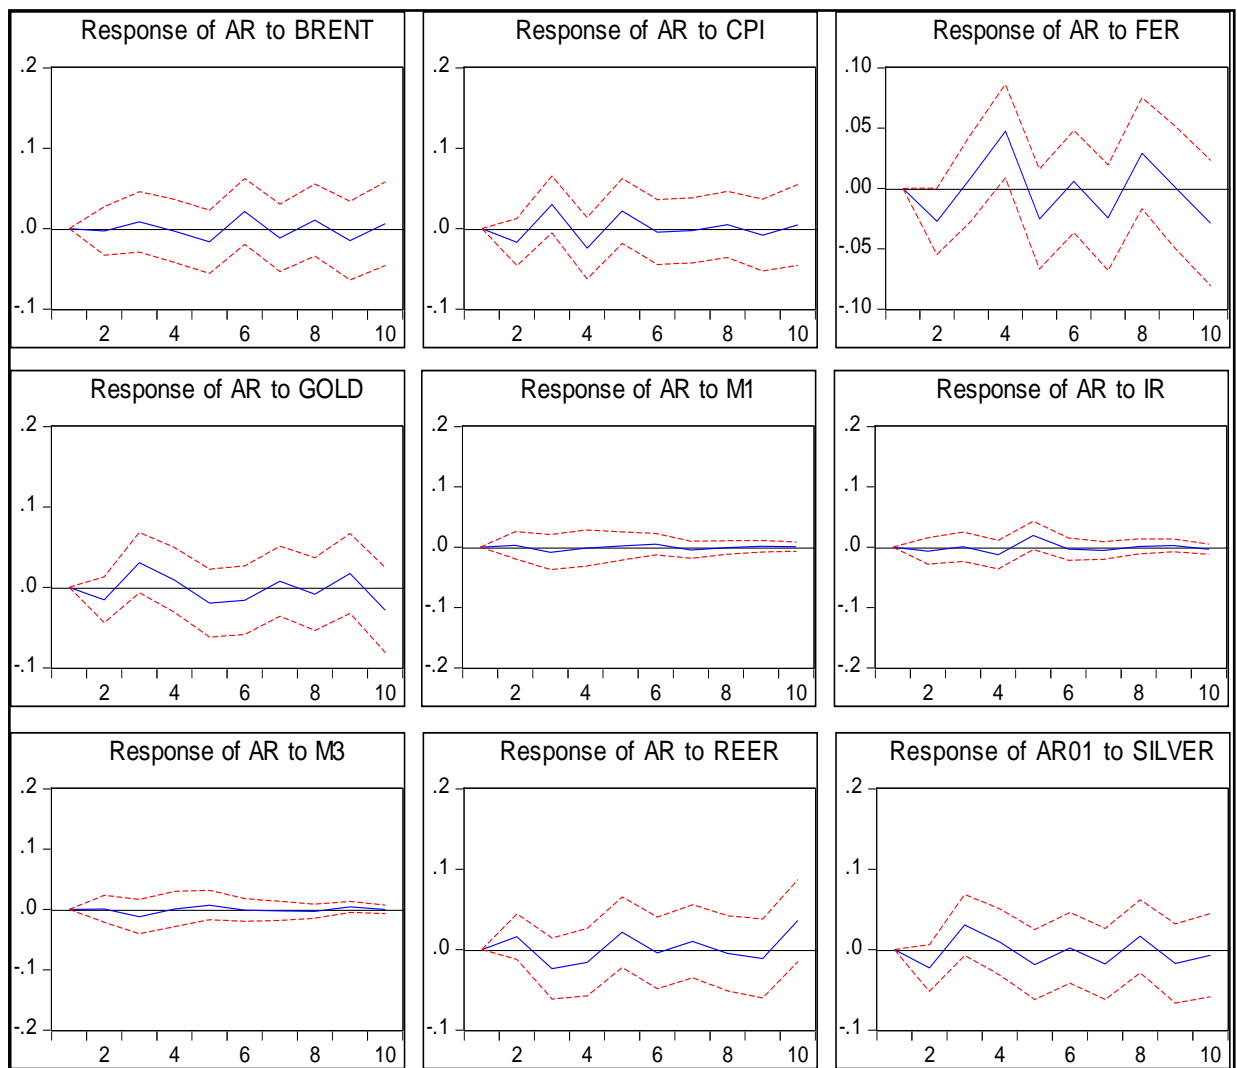 Response of AR to BRENT
.2
.1
.0
-.1
2 4 6 8 10
Response of AR to CPI
.2
.1
.0
-.1
2 4 6 8 10
Response of AR to FER
.10
.05
.00
-.05
-.10
2 4 6 8 10
Response of AR to GOLD
.2
.1
.0
-.1
2 4 6 8 10
Response of AR to M1
.2
.1
.0
-.1
-.2
2 4 6 8 10
Response of AR to IR
.2
.1
.0
-.1
-.2
2 4 6 8 10
Response of AR to M3
.2
.1
.0
-.1
-.2
2 4 6 8 10
Response of AR to REER
.2
.1
.0
-.1
2 4 6 8 10
Response of AR01 to SILVER
.2
.1
.0
-.1
2 4 6 8 10